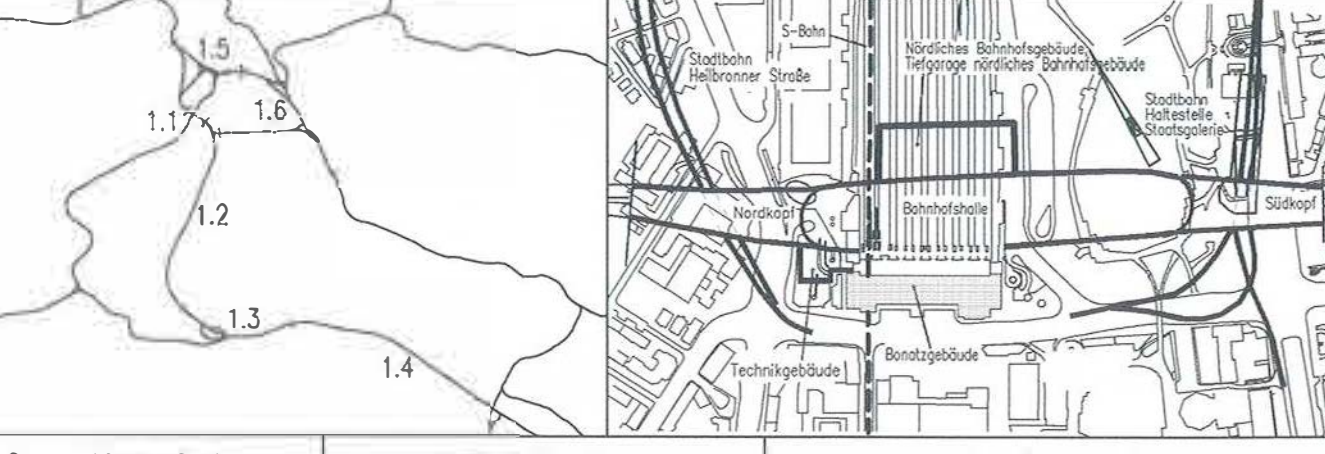 1.5
1.1
1.6
1.2
1.3
1.4
S-Bahn
Stadtbahn
Heilbronner Straße
Nördliches Bahnhofsgebäude,
Tiefgarage nördliches Bahnhofsgebäude
Stadtbahn
Haltestelle
Staatsgalerie
Nordkopf
Bahnhofshalle
Südkopf
Technikgebäude
Bonatzgebäude